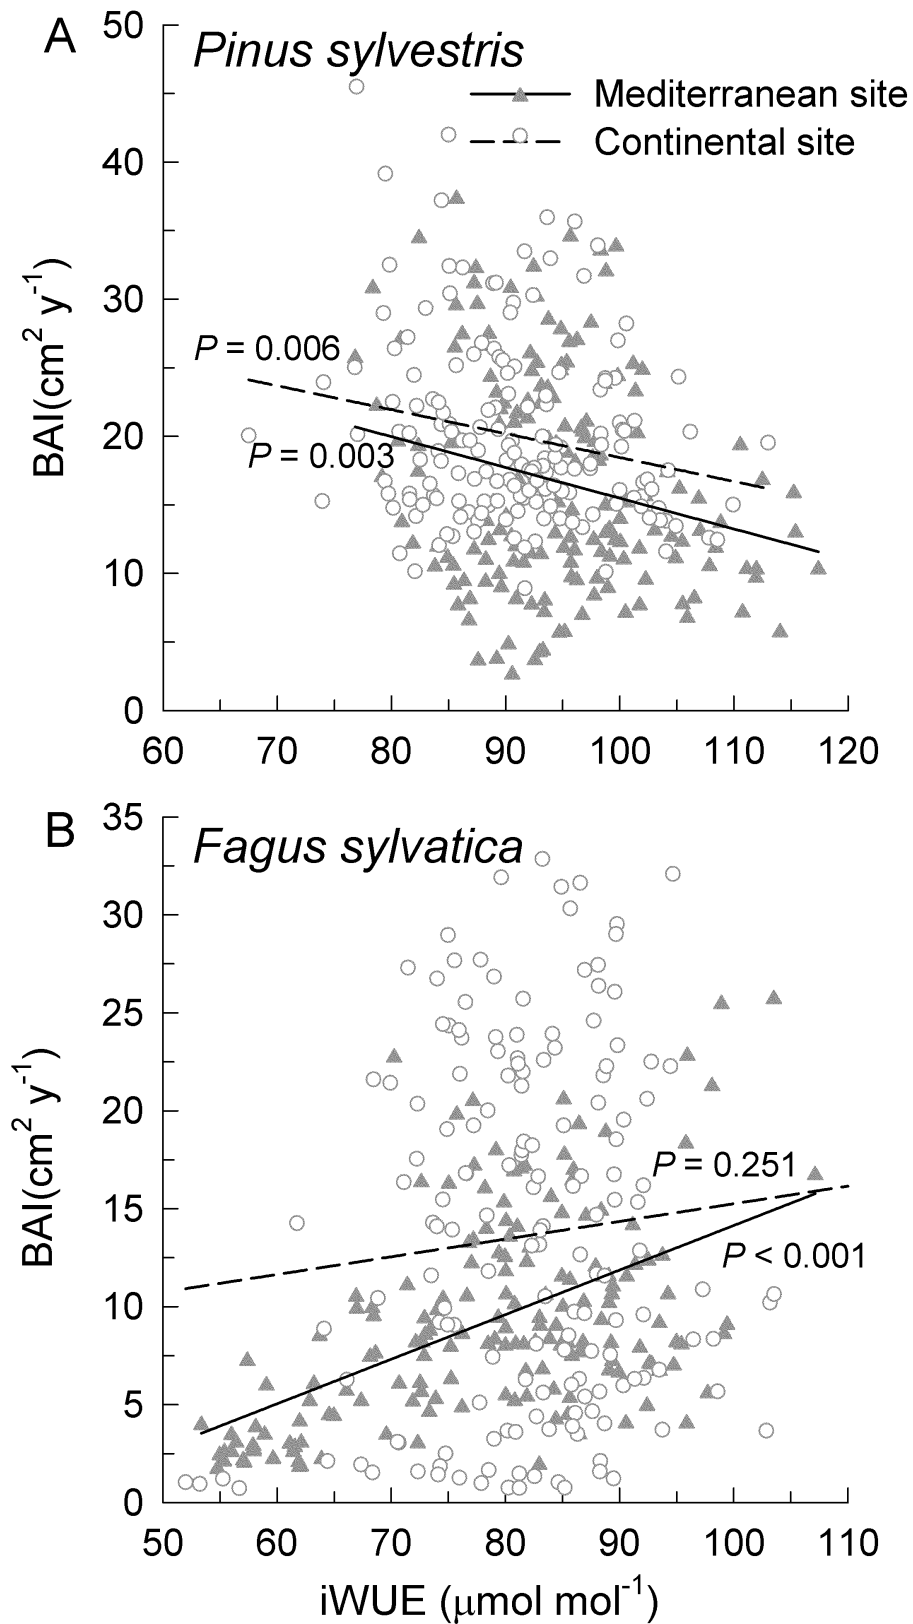 A
Pinus sylvestris
Mediterranean site
Continental site
BAI(cm² y⁻¹)
50
40
30
20
10
0
P = 0.006
P = 0.003
60 70 80 90 100 110 120
B
Fagus sylvatica
BAI(cm² y⁻¹)
35
30
25
20
15
10
5
0
P = 0.251
P < 0.001
50 60 70 80 90 100 110
iWUE (μmol mol⁻¹)